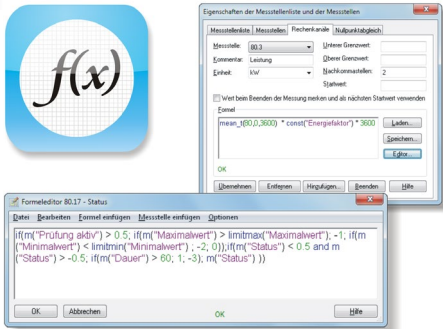 f(x)
Eigenschaften der Messstellenliste und der Messstellen
Messstellenliste Messstellen Rechenkanäle Nullpunktabgleich
Messstelle: 80.3 Unterer Grenzwert:
Kommentar: Leistung Oberer Grenzwert:
Einheit: kW Nachkommastellen: 2
Startwert:
Wert beim Beenden der Messung merken und als nächsten Startwert verwenden
Formel
mean_t(80,0,3600) * const("Energiefaktor") * 3600
Laden...
Speichern...
Editor...
OK
Übernehmen Entfernen Hinzufügen... Beenden Hilfe
Formeleditor 80.17 - Status
Datei Bearbeiten Formel einfügen Messstelle einfügen Optionen
if(m("Prüfung aktiv") > 0.5; if(m("Maximalwert") > limitmax("Maximalwert"); -1; if(m
("Minimalwert") < limitmin("Minimalwert") ; -2; 0));if(m("Status") < 0.5 and m
("Status") > -0.5; if(m("Dauer") > 60; 1; -3); m("Status") ))
OK Abbrechen OK Hilfe